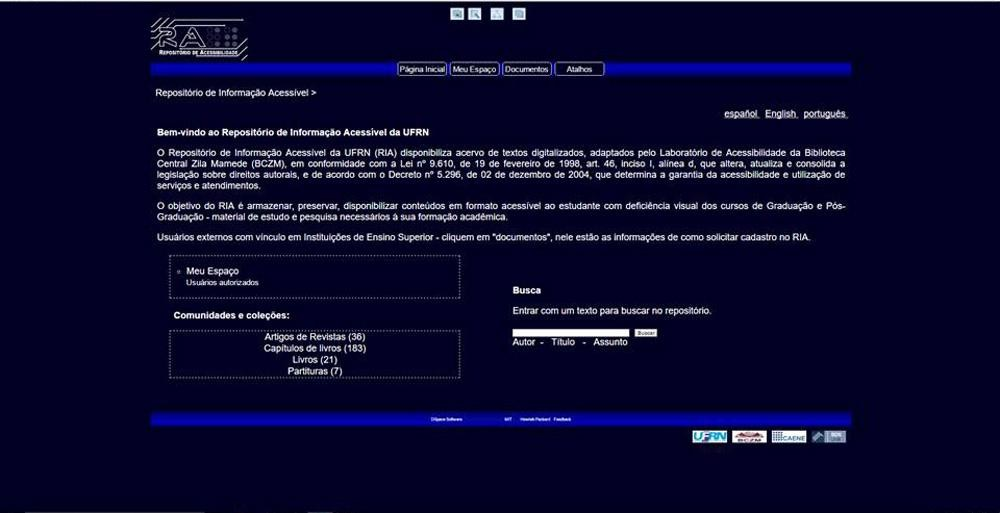 RA
REPOSITÓRIO DE ACESSIBILIDADE
Página Inicial Meu Espaço Documentos Atalhos
Repositório de Informação Acessível >
español English português
Bem-vindo ao Repositório de Informação Acessível da UFRN
O Repositório de Informação Acessível da UFRN (RIA) disponibiliza acervo de textos digitalizados, adaptados pelo Laboratório de Acessibilidade da Biblioteca
Central Zila Mamede (BCZM), em conformidade com a Lei nº 9.610, de 19 de fevereiro de 1998, art. 46, inciso I, alínea d, que altera, atualiza e consolida a
legislação sobre direitos autorais, e de acordo com o Decreto nº 5.296, de 02 de dezembro de 2004, que determina a garantia da acessibilidade e utilização de
serviços e atendimentos.
O objetivo do RIA é armazenar, preservar, disponibilizar conteúdos em formato acessível ao estudante com deficiência visual dos cursos de Graduação e Pós-
Graduação - material de estudo e pesquisa necessários à sua formação acadêmica.
Usuários externos com vínculo em Instituições de Ensino Superior - cliquem em "documentos", nele estão as informações de como solicitar cadastro no RIA.
Meu Espaço
Usuários autorizados
Comunidades e coleções:
Artigos de Revistas (36)
Capítulos de livros (183)
Livros (21)
Partituras (7)
Busca
Entrar com um texto para buscar no repositório.
Buscar
Autor - Título - Assunto
DSpace Software MIT Hewlett Packard Feedback
UFRN BCZM CAENE